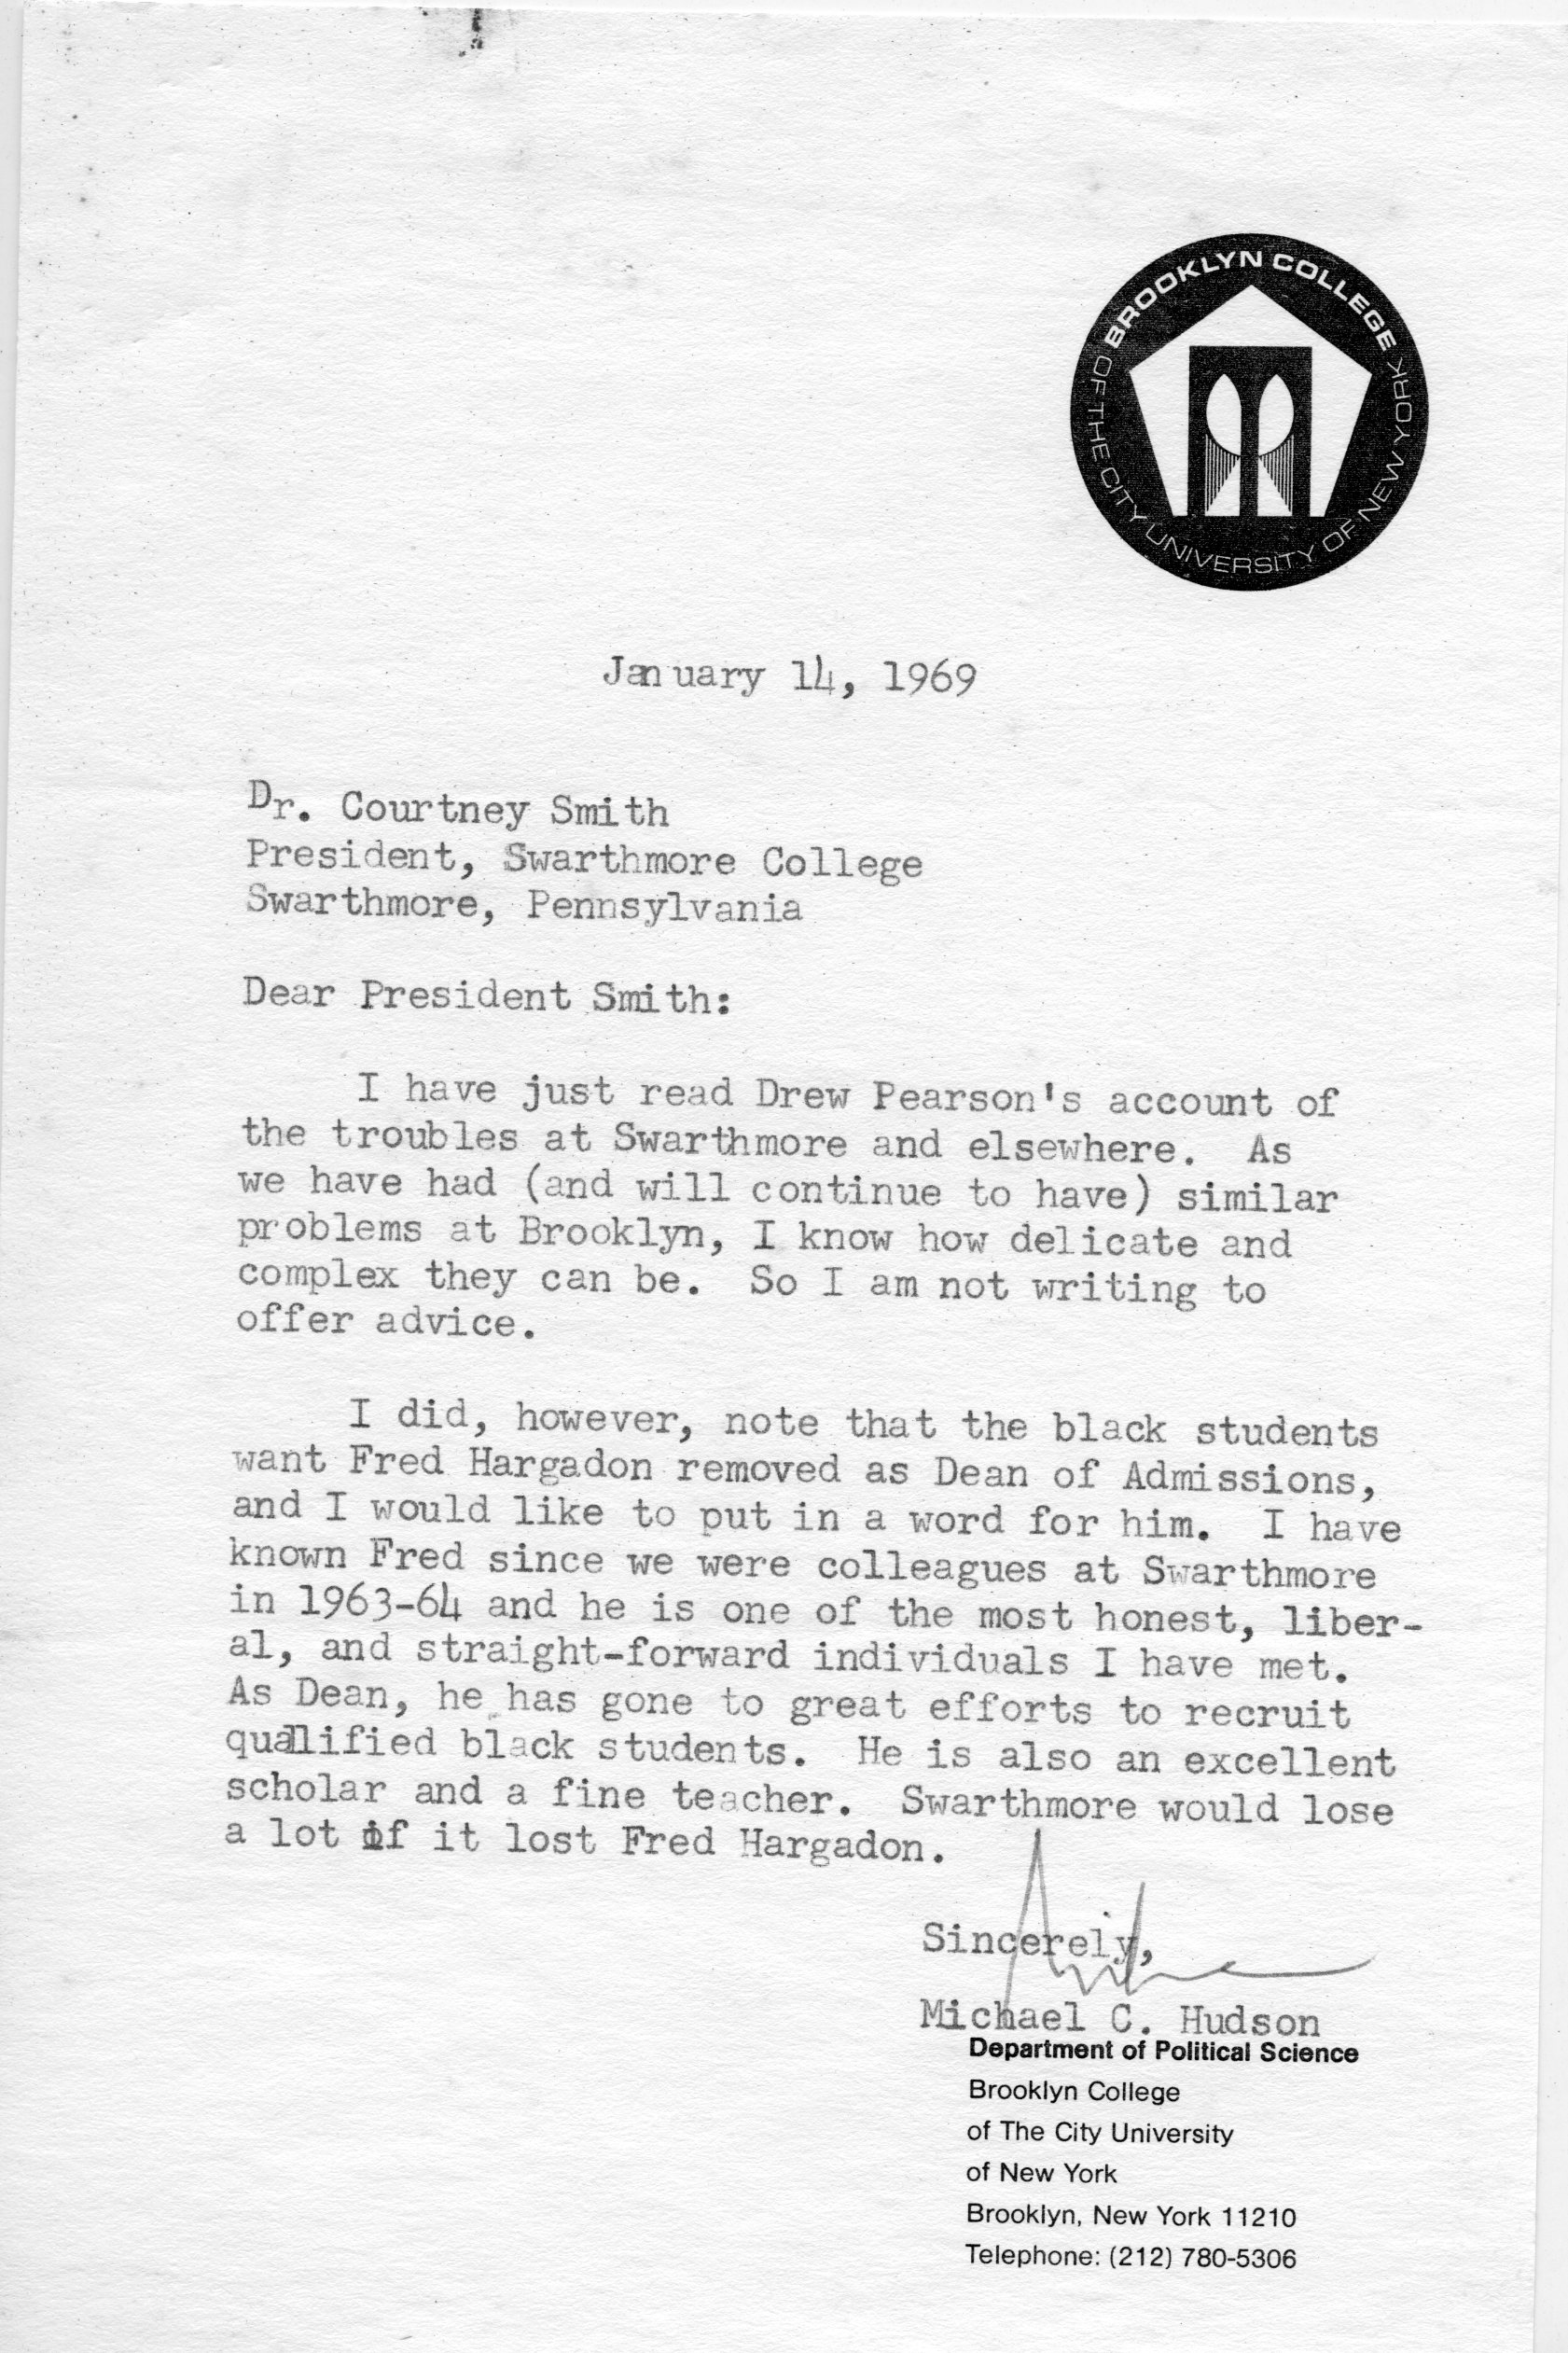 BROOKLYN COLLEGE
OF THE CITY UNIVERSITY OF NEW YORK
January 14, 1969
Dr. Courtney Smith
President, Swarthmore College
Swarthmore, Pennsylvania
Dear President Smith:
I have just read Drew Pearson's account of
the troubles at Swarthmore and elsewhere. As
we have had (and will continue to have) similar
problems at Brooklyn, I know how delicate and
complex they can be. So I am not writing to
offer advice.
I did, however, note that the black students
want Fred Hargadon removed as Dean of Admissions,
and I would like to put in a word for him. I have
known Fred since we were colleagues at Swarthmore
in 1963-64 and he is one of the most honest, liber-
al, and straight-forward individuals I have met.
As Dean, he has gone to great efforts to recruit
qualified black students. He is also an excellent
scholar and a fine teacher. Swarthmore would lose
a lot if it lost Fred Hargadon.
Sincerely,
Michael C. Hudson
Department of Political Science
Brooklyn College
of The City University
of New York
Brooklyn, New York 11210
Telephone: (212) 780-5306